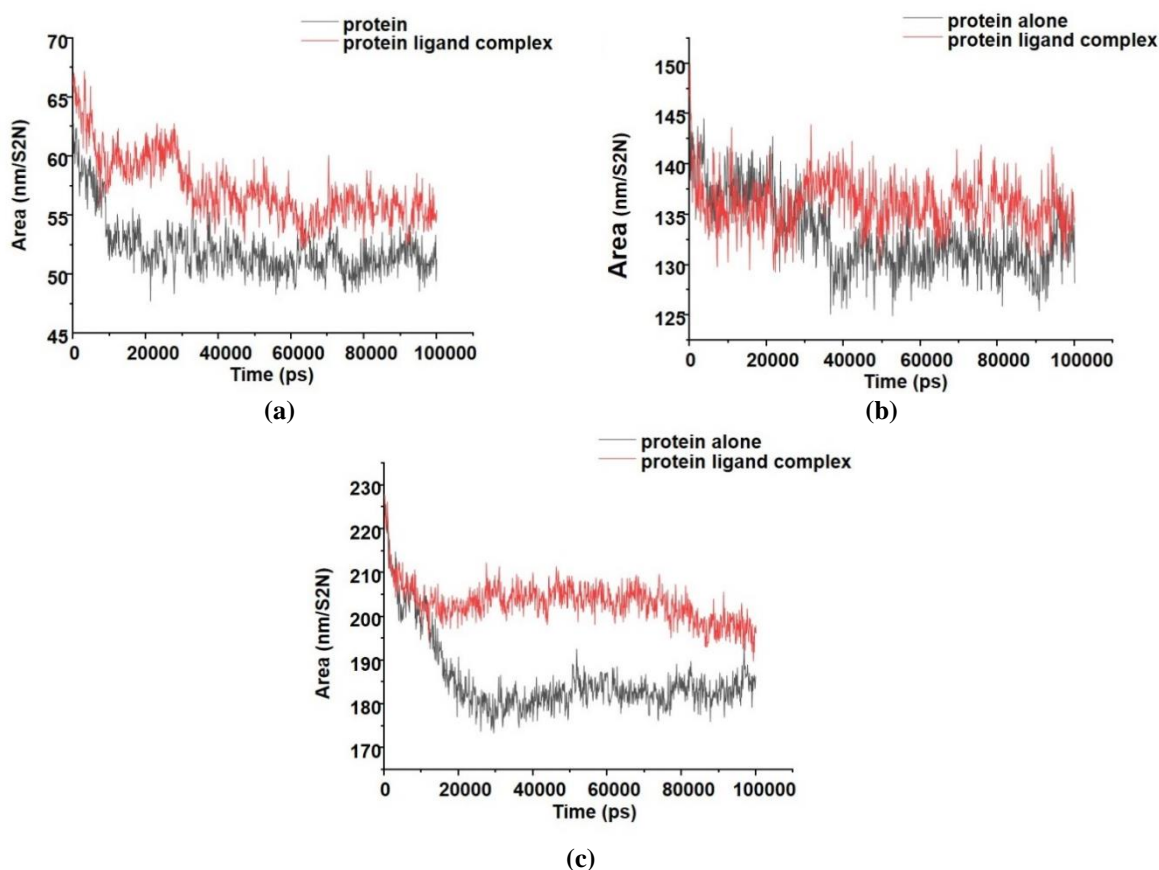 protein
protein ligand complex
70
65
60
55
50
45
Area (nm/S2N)
0 20000 40000 60000 80000 100000
Time (ps)
(a)
protein alone
protein ligand complex
150
145
140
135
130
125
Area (nm/S2N)
0 20000 40000 60000 80000 100000
Time (ps)
(b)
protein alone
protein ligand complex
230
220
210
200
190
180
170
Area (nm/S2N)
0 20000 40000 60000 80000 100000
Time (ps)
(c)